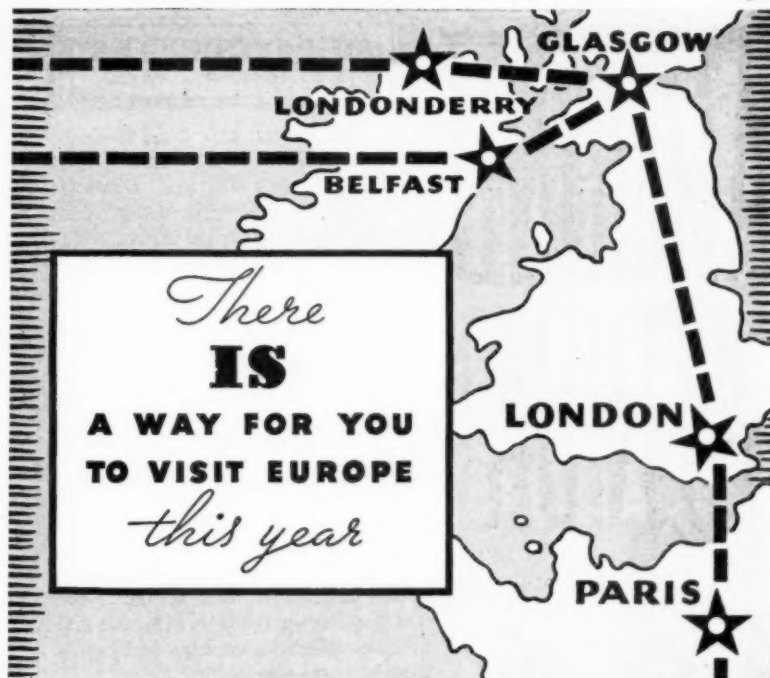 GLASGOW
LONDONDERRY
BELFAST
There
IS
A WAY FOR YOU
TO VISIT EUROPE
this year
LONDON
PARIS